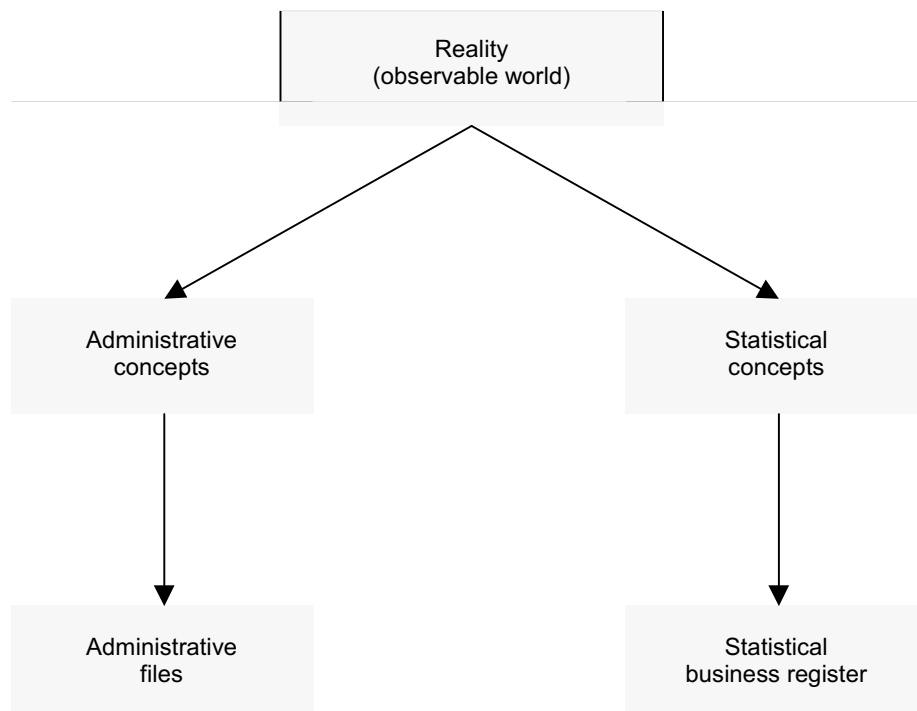 Reality
(observable world)
Administrative
concepts
Statistical
concepts
Administrative
files
Statistical
business register